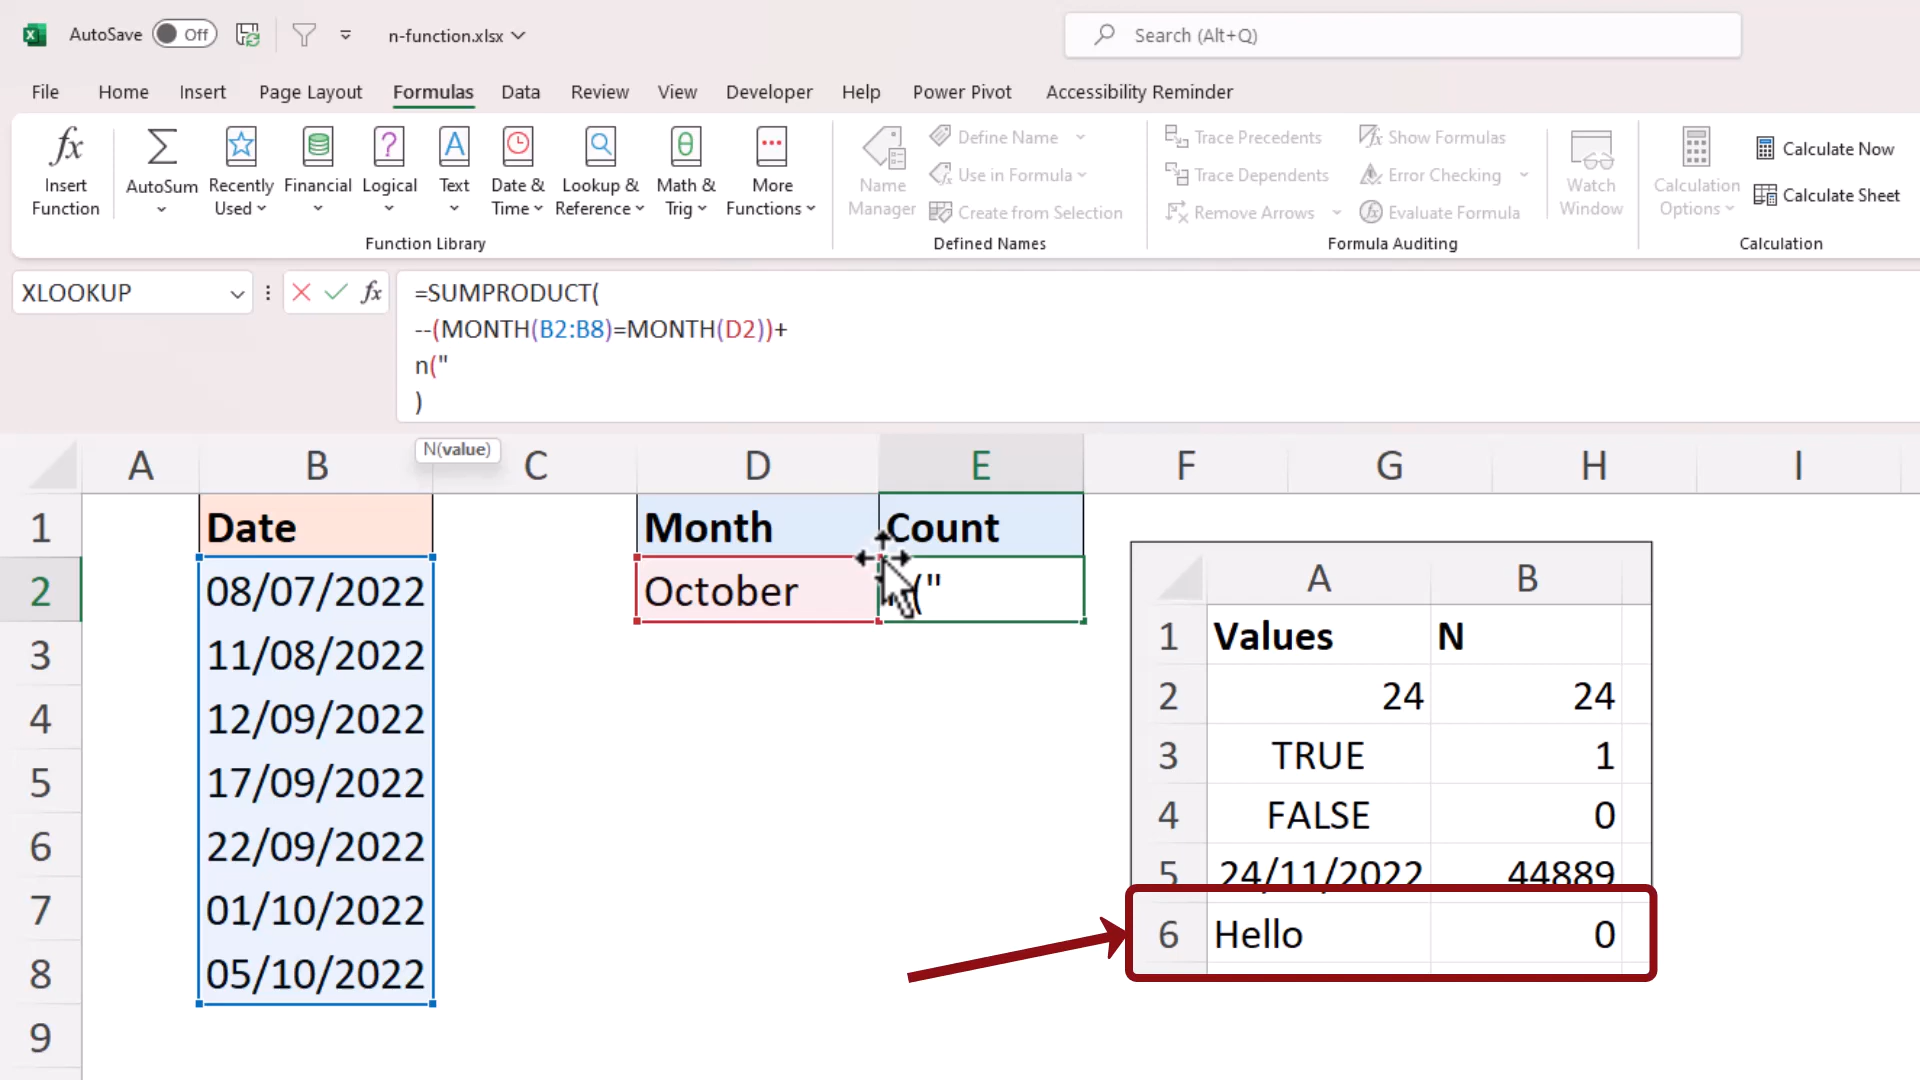 AutoSave Off n-function.xlsx Search (Alt+Q)
File Home Insert Page Layout Formulas Data Review View Developer Help Power Pivot Accessibility Reminder
Insert Function
AutoSum
Recently Used
Financial
Logical
Text
Date & Time
Lookup & Reference
Math & Trig
More Functions
Function Library
Name Manager
Define Name
Use in Formula
Create from Selection
Defined Names
Trace Precedents
Trace Dependents
Remove Arrows
Show Formulas
Error Checking
Evaluate Formula
Watch Window
Formula Auditing
Calculation Options
Calculate Now
Calculate Sheet
Calculation
XLOOKUP
fx
=SUMPRODUCT(
--(MONTH(B2:B8)=MONTH(D2))+
n("
)
N(value)
A B C D E F G H I
1 Date Month Count
2 08/07/2022 October ("
3 11/08/2022
4 12/09/2022
5 17/09/2022
6 22/09/2022
7 01/10/2022
8 05/10/2022
9
A B
1 Values N
2 24 24
3 TRUE 1
4 FALSE 0
5 24/11/2022 44889
6 Hello 0